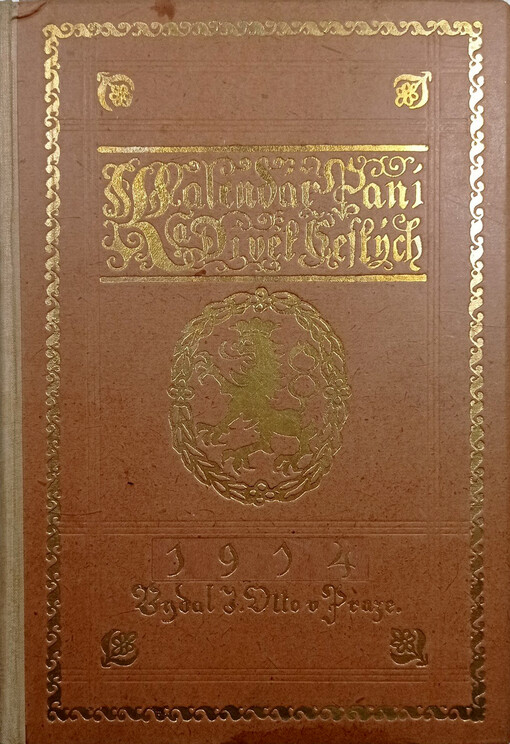 Kalendář Paní
a Dívek Českých
1914
Vydal J. Otto v Praze.